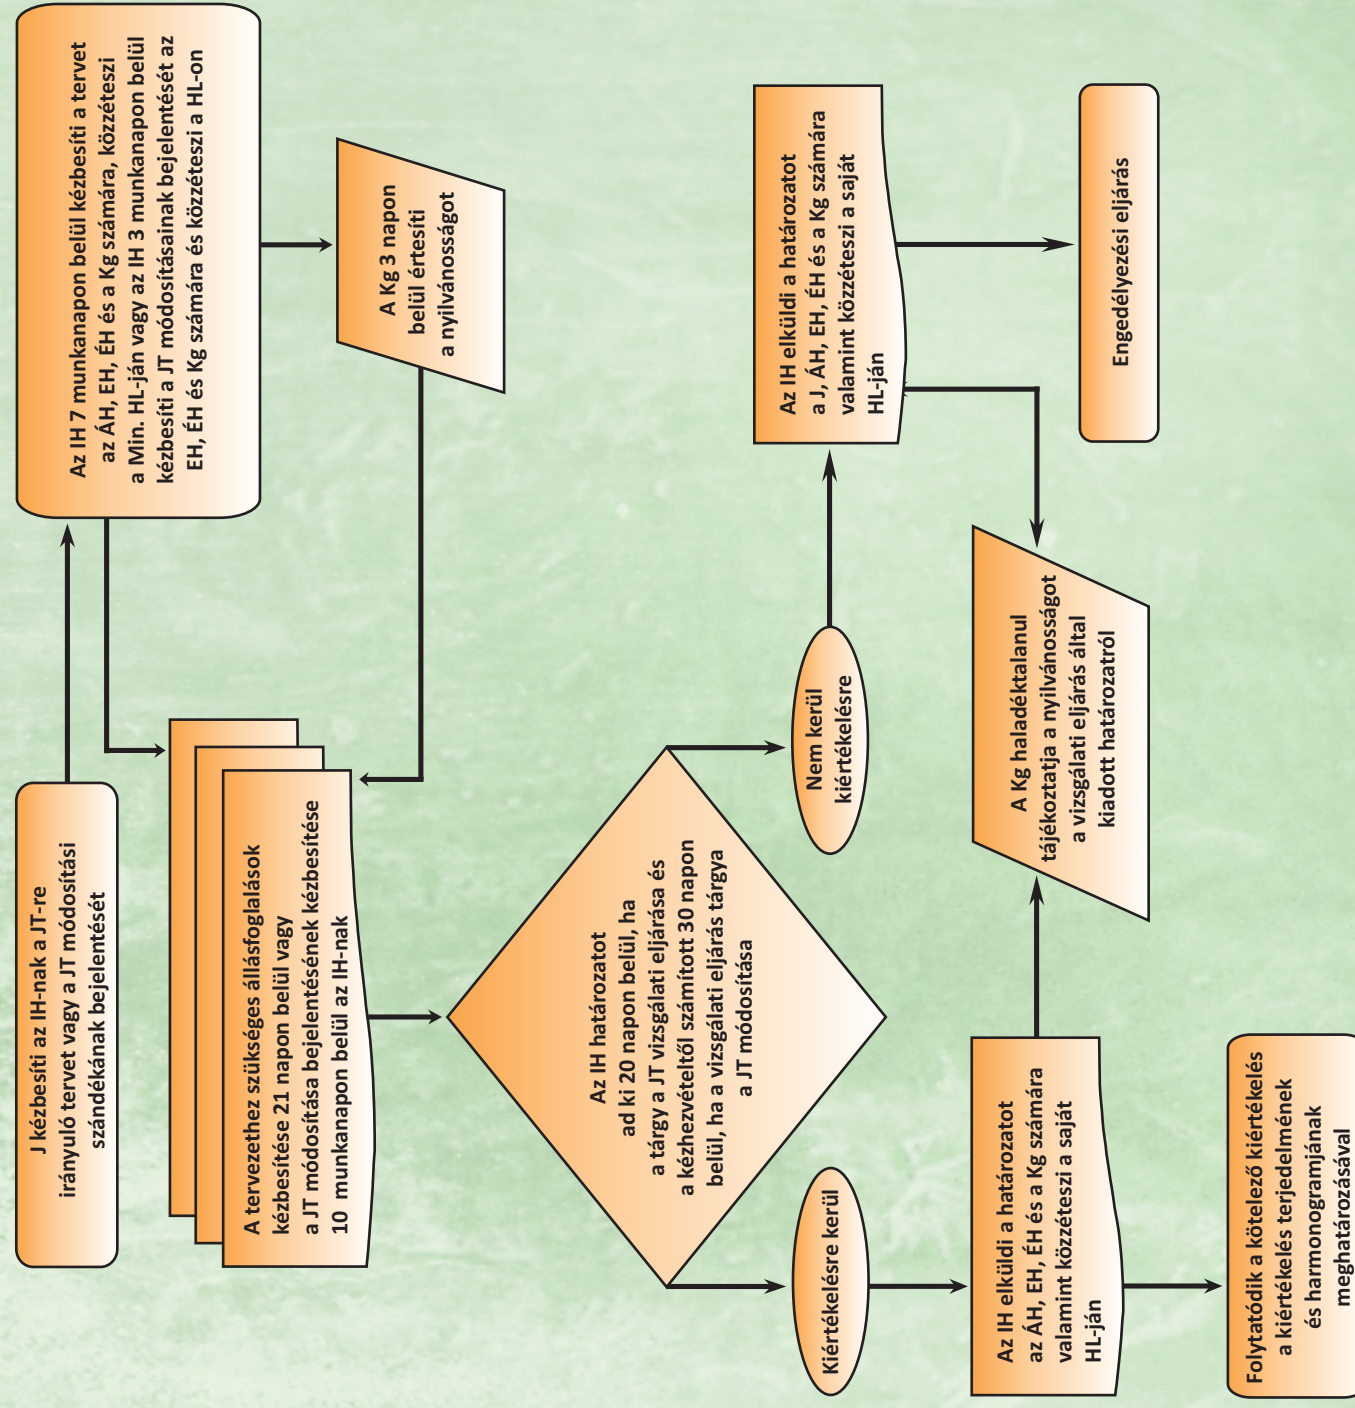 J kézbesíti az IH-nak a JT-re
irányuló tervet vagy a JT módosítási
szándékának bejelentését
Az IH 7 munkanapon belül kézbesíti a tervet
az ÁH, EH, ÉH és a Kg számára, közzéteszi
a Min. HL-ján vagy az IH 3 munkanapon belül
kézbesíti a JT módosításainak bejelentését az
EH, ÉH és Kg számára és közzéteszi a HL-on
A Kg 3 napon
belül értesíti
a nyilvánosságot
A tervezethez szükséges állásfoglalások
kézbesítése 21 napon belül vagy
a JT módosítása bejelentésének kézbesítése
10 munkanapon belül az IH-nak
Az IH határozatot
ad ki 20 napon belül, ha
a tárgy a JT vizsgálati eljárása és
a kézhezvételtől számított 30 napon
belül, ha a vizsgálati eljárás tárgya
a JT módosítása
Kiértékelésre kerül
Nem kerül
kiértékelésre
Az IH elküldi a határozatot
a J, ÁH, EH, ÉH és a Kg számára
valamint közzéteszi a saját
HL-ján
Az IH elküldi a határozatot
az ÁH, EH, ÉH és a Kg számára
valamint közzéteszi a saját
HL-ján
A Kg haladéktalanul
tájékoztatja a nyilvánosságot
a vizsgálati eljárás által
kiadott határozatról
Engedélyezési eljárás
Folytatódik a kötelező kiértékelés
a kiértékelés terjedelmének
és harmonogramjának
meghatározásával